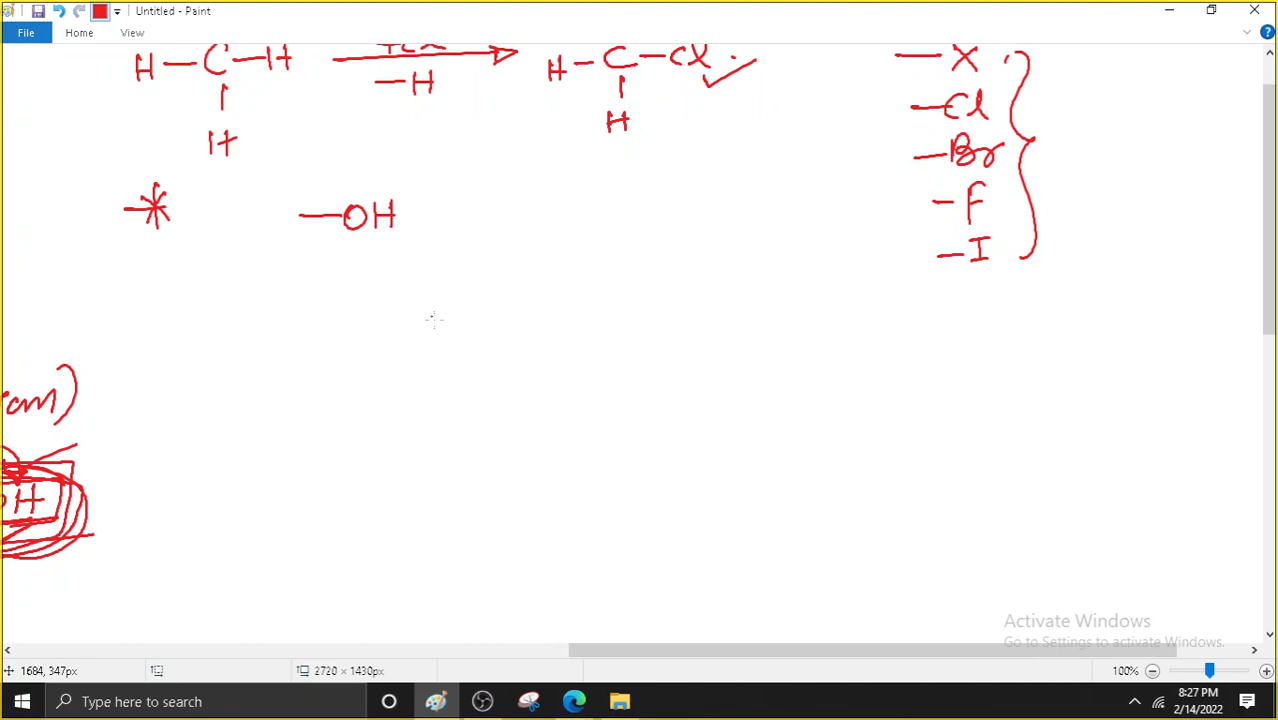 Untitled - Paint
File Home View
H — C — H
— H
H
H — C — Cl
H
— X
— Cl
— Br
— F
— I
— OH
H
Activate Windows
Go to Settings to activate Windows.
1684, 347px
2720 × 1430px
100%
Type here to search
8:27 PM
2/14/2022